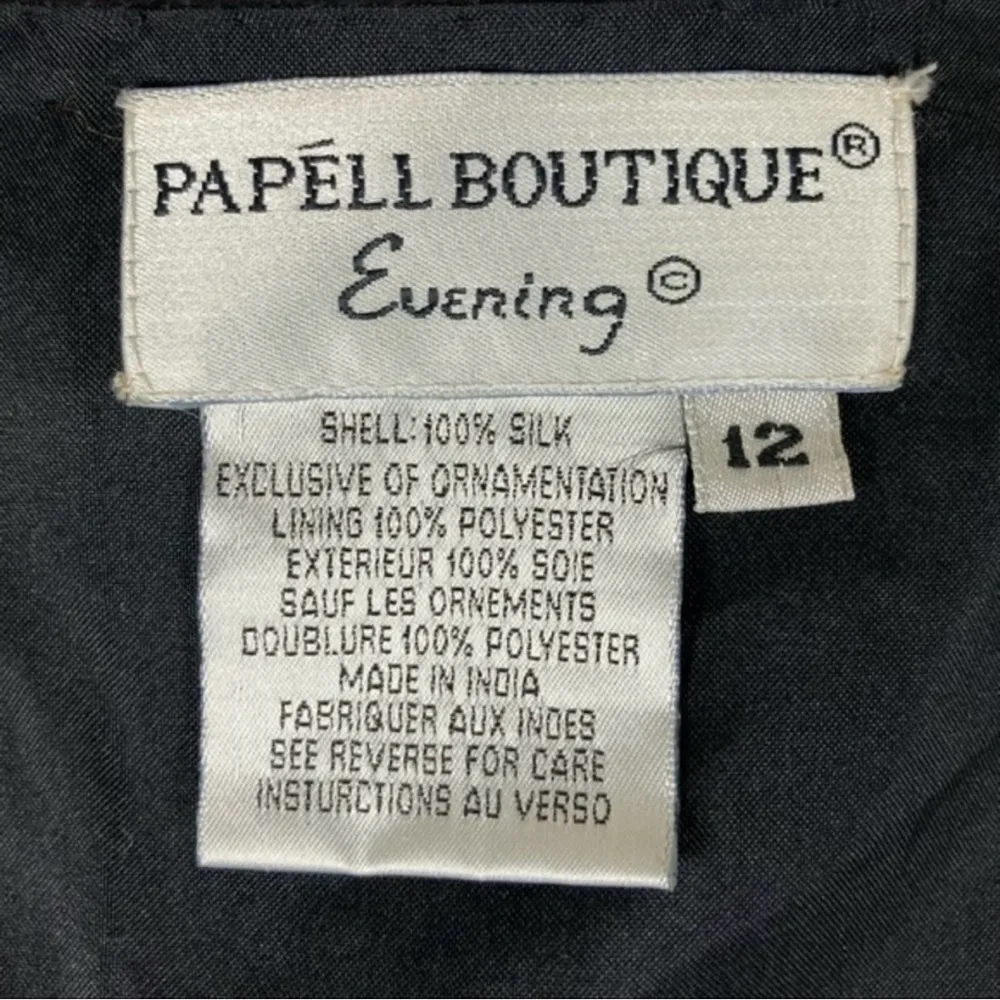 PAPÉLL BOUTIQUE®
Evening ©
12
SHELL: 100% SILK
EXCLUSIVE OF ORNAMENTATION
LINING 100% POLYESTER
EXTERIEUR 100% SOIE
SAUF LES ORNEMENTS
DOUBLURE 100% POLYESTER
MADE IN INDIA
FABRIQUER AUX INDES
SEE REVERSE FOR CARE
INSTURCTIONS AU VERSO